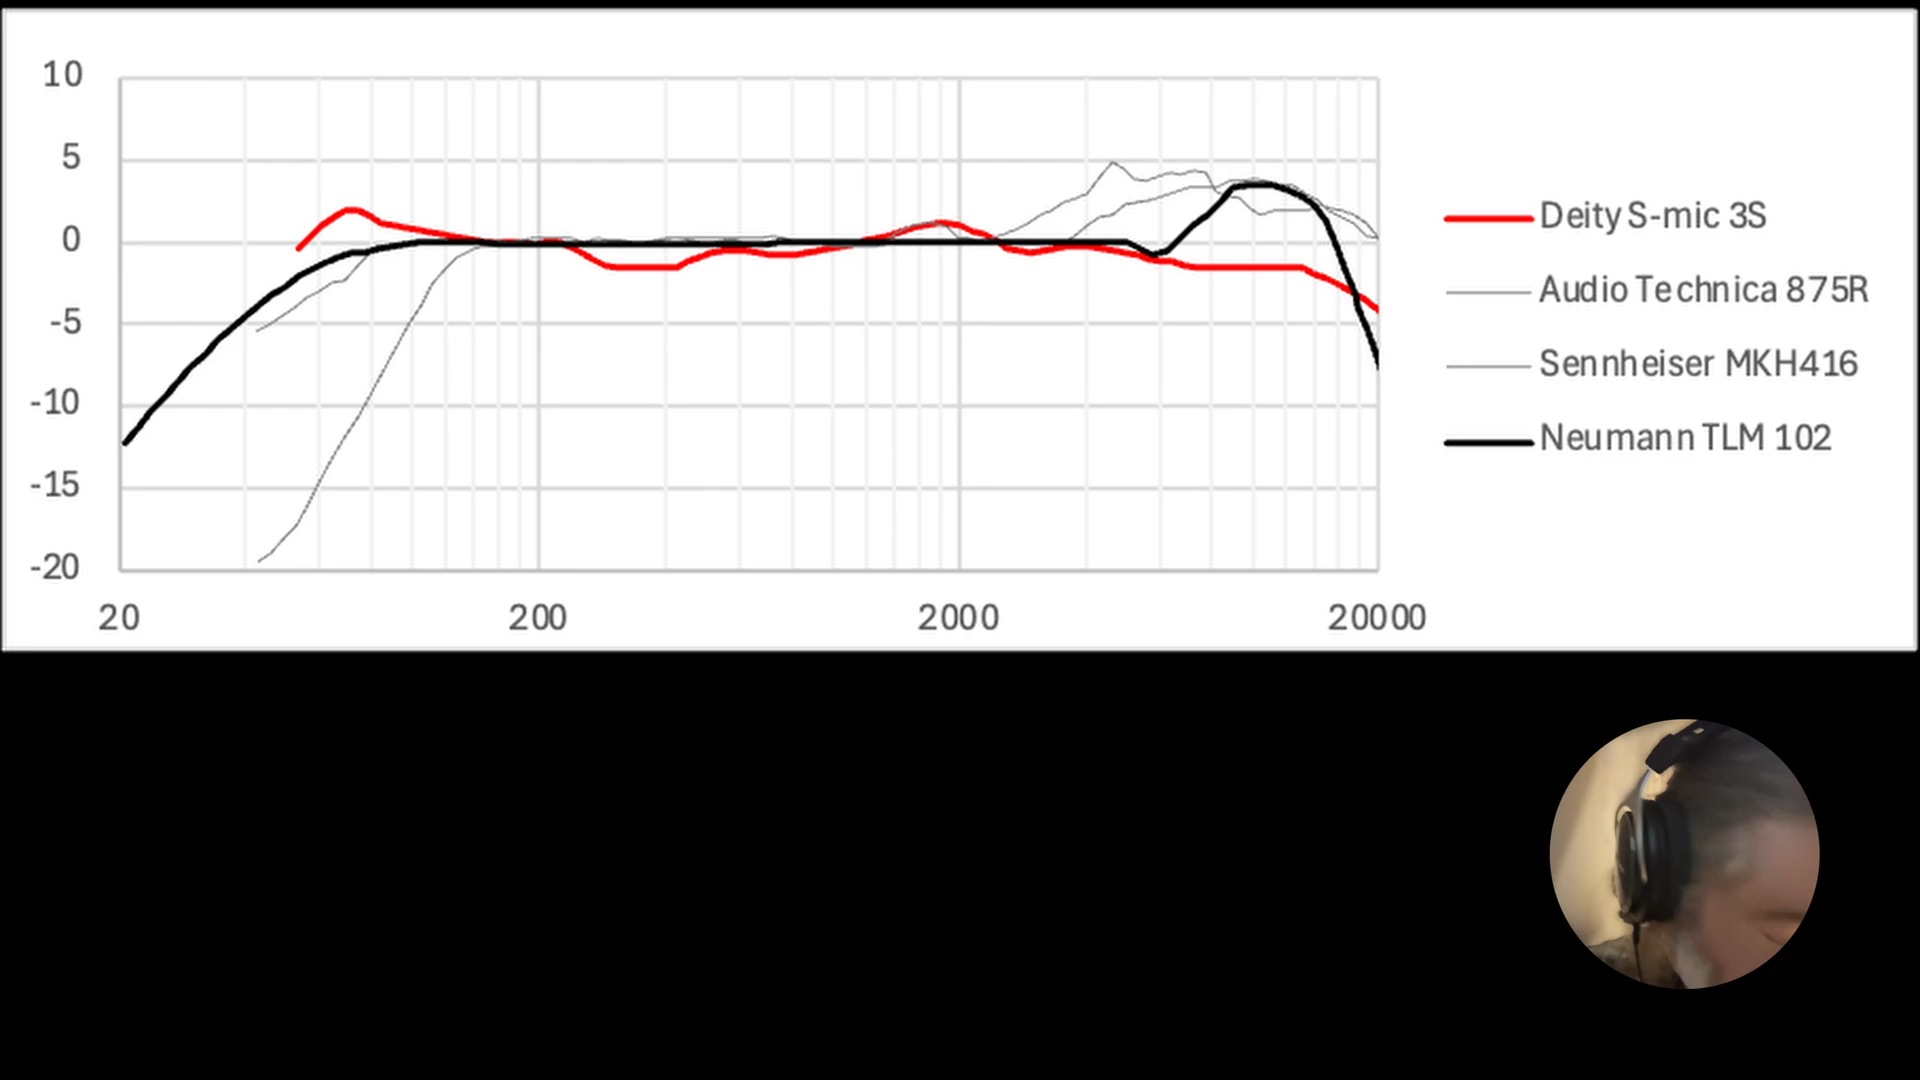 10
5
0
-5
-10
-15
-20
20 200 2000 20000
Deity S-mic 3S
Audio Technica 875R
Sennheiser MKH416
Neumann TLM 102